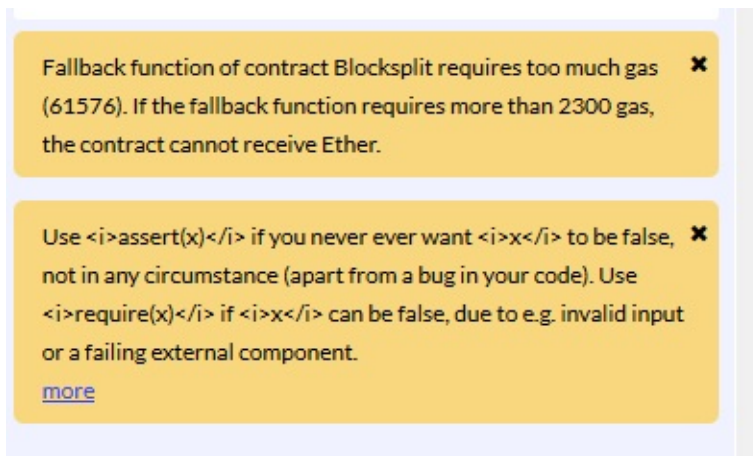 Fallback function of contract Blocksplit requires too much gas ✖
(61576). If the fallback function requires more than 2300 gas,
the contract cannot receive Ether.
Use <i>assert(x)</i> if you never ever want <i>x</i> to be false, ✖
not in any circumstance (apart from a bug in your code). Use
<i>require(x)</i> if <i>x</i> can be false, due to e.g. invalid input
or a failing external component.
more